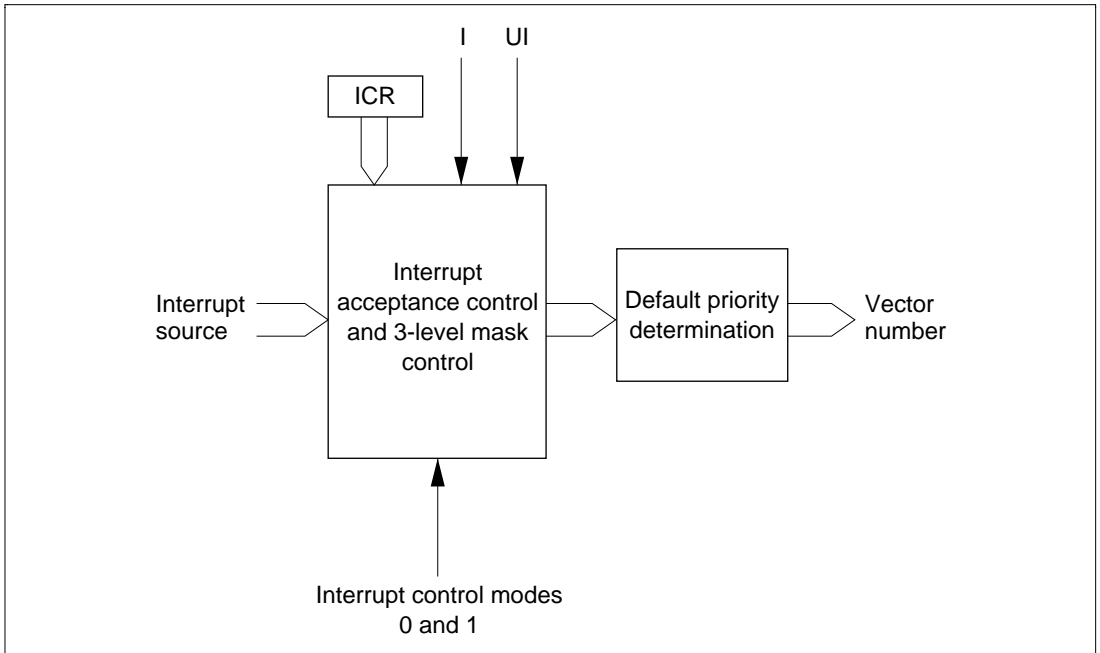 I
UI
ICR
Interrupt
acceptance control
and 3-level mask
control
Interrupt
source
Default priority
determination
Vector
number
Interrupt control modes
0 and 1